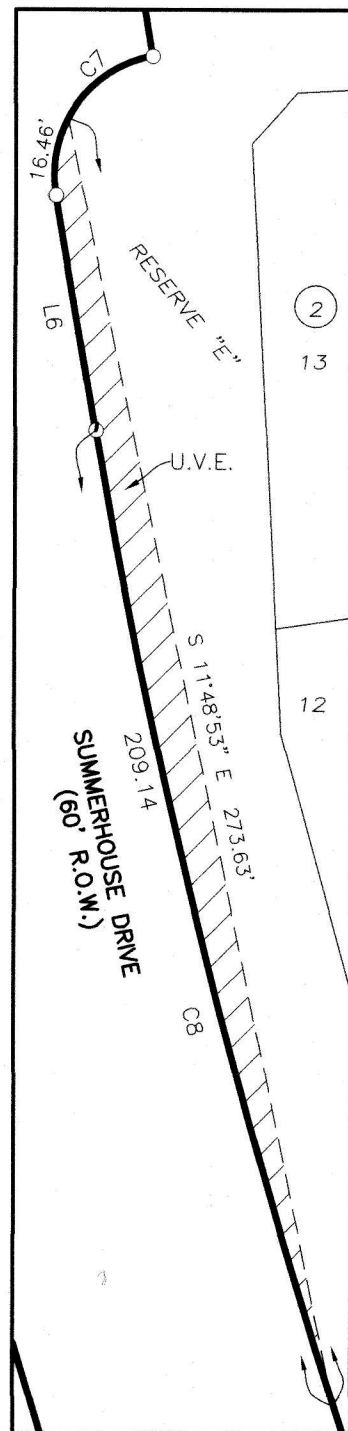 C7
16.46'
L6
RESERVE "E"
2
13
U.V.E.
S 11°48'53" E 273.63'
12
209.14
SUMMERHOUSE DRIVE
(60' R.O.W.)
C8